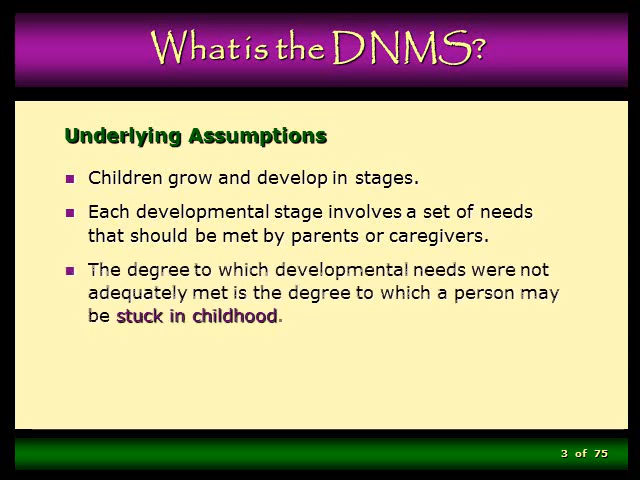 What is the DNMS?
Underlying Assumptions
Children grow and develop in stages.
Each developmental stage involves a set of needs
that should be met by parents or caregivers.
The degree to which developmental needs were not
adequately met is the degree to which a person may
be stuck in childhood.
3 of 75